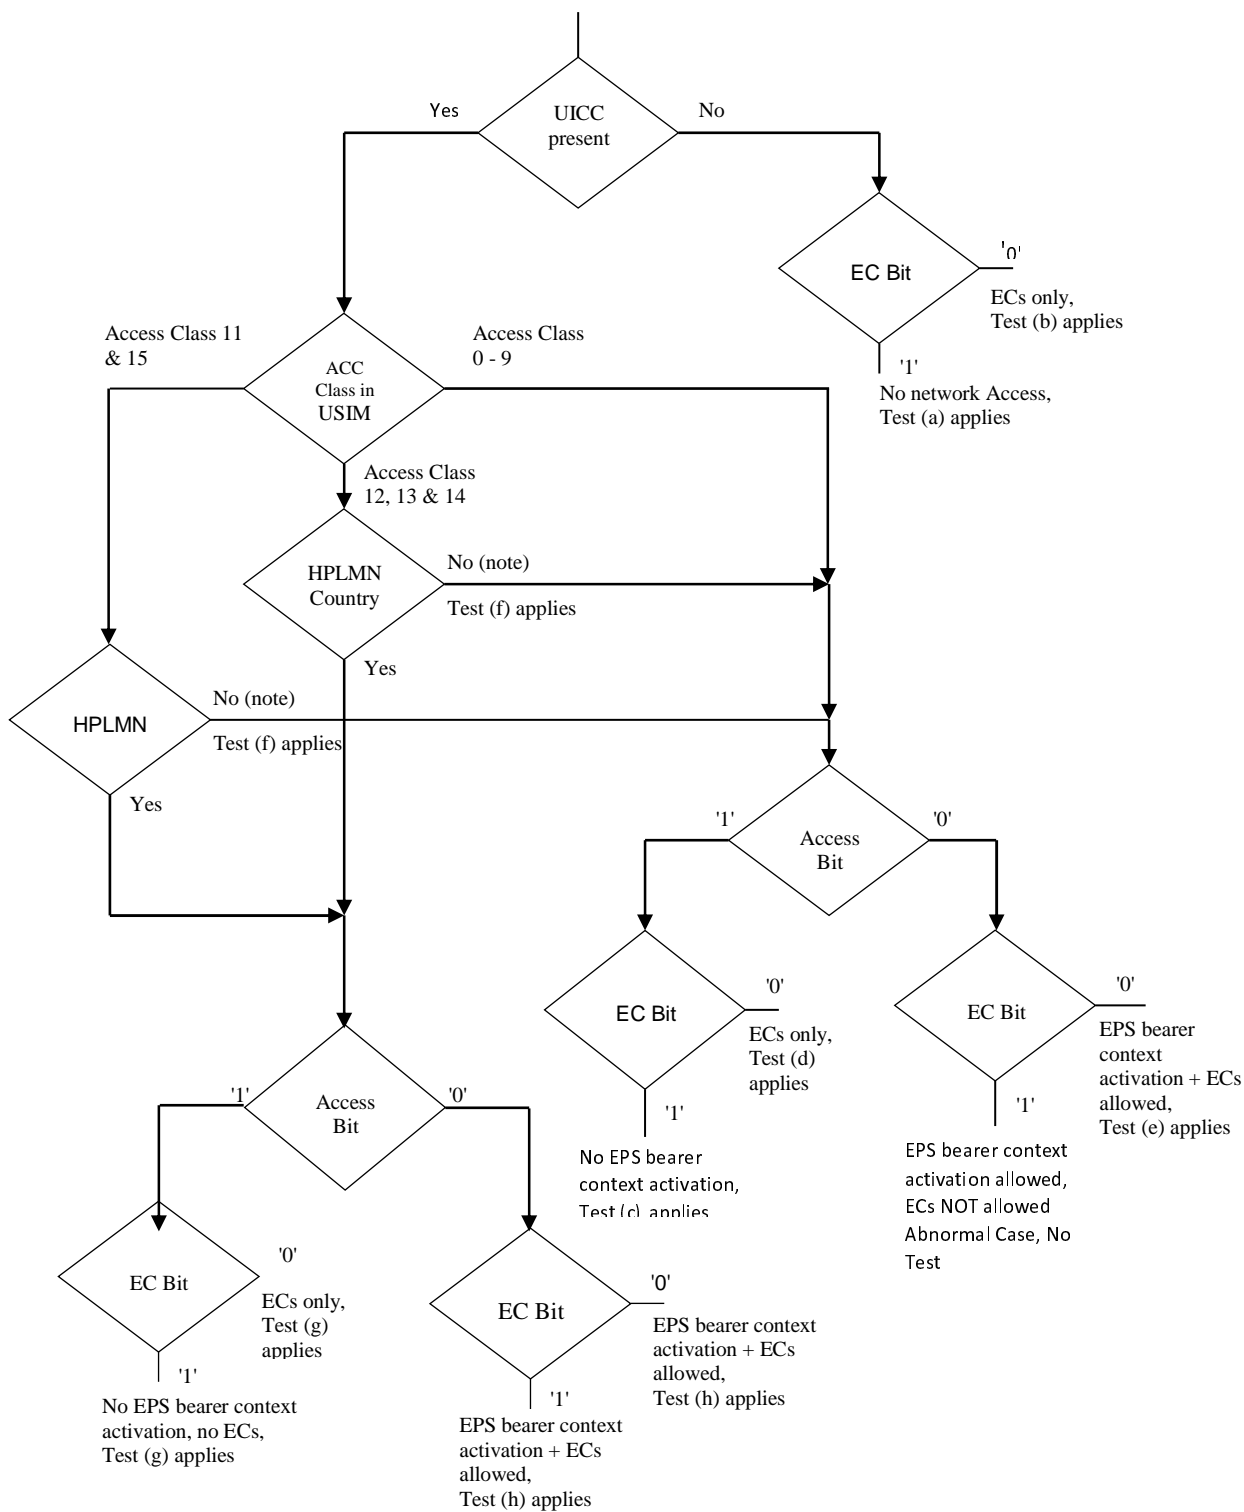 Yes
UICC
present
No
EC Bit
'0'
ECs only,
Test (b) applies
'1'
No network Access,
Test (a) applies
Access Class 11
& 15
ACC
Class in
USIM
Access Class
0 - 9
Access Class
12, 13 & 14
HPLMN
Country
No (note)
Test (f) applies
Yes
HPLMN
No (note)
Test (f) applies
Yes
'1'
Access
Bit
'0'
EC Bit
'0'
ECs only,
Test (d)
applies
'1'
No EPS bearer
context activation,
Test (c) applies
EC Bit
'0'
EPS bearer
context
activation + ECs
allowed,
Test (e) applies
'1'
EPS bearer context
activation allowed,
ECs NOT allowed
Abnormal Case, No
Test
'1'
Access
Bit
'0'
EC Bit
'0'
ECs only,
Test (g)
applies
'1'
No EPS bearer context
activation, no ECs,
Test (g) applies
EC Bit
'0'
EPS bearer context
activation + ECs
allowed,
Test (h) applies
'1'
EPS bearer context
activation + ECs
allowed,
Test (h) applies